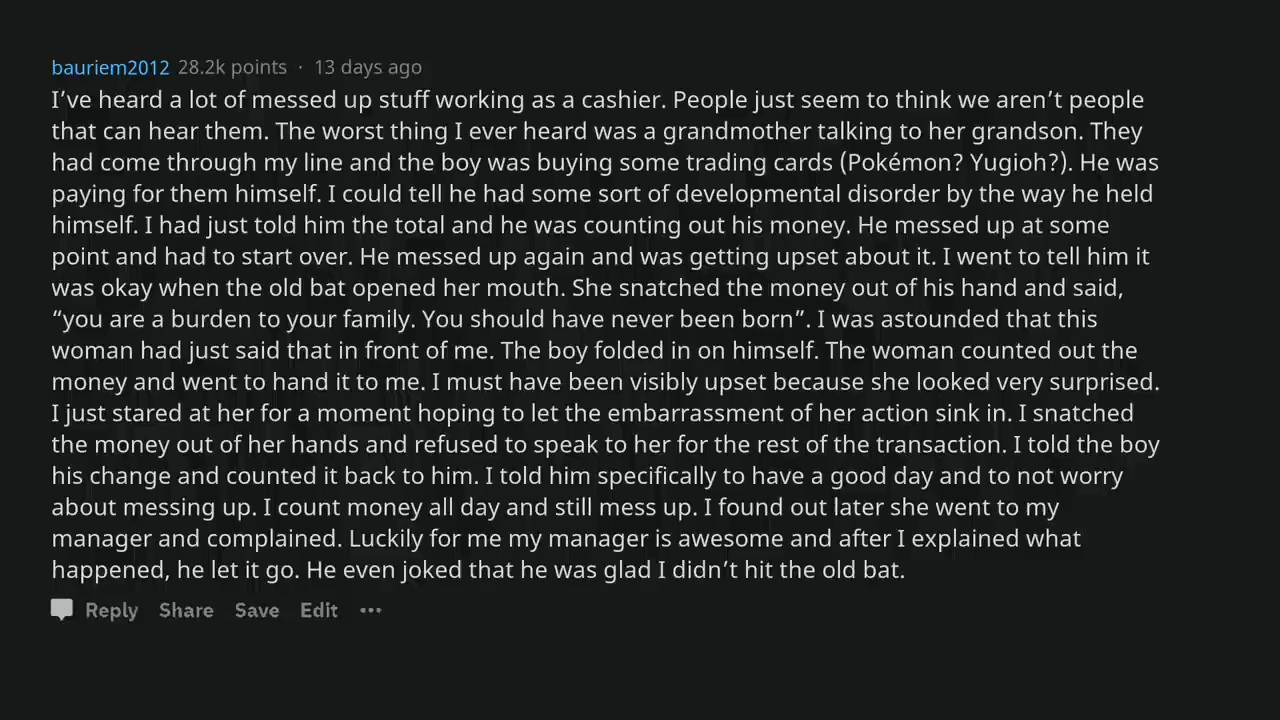 bauriem2012 28.2k points · 13 days ago
I’ve heard a lot of messed up stuff working as a cashier. People just seem to think we aren’t people
that can hear them. The worst thing I ever heard was a grandmother talking to her grandson. They
had come through my line and the boy was buying some trading cards (Pokémon? Yugioh?). He was
paying for them himself. I could tell he had some sort of developmental disorder by the way he held
himself. I had just told him the total and he was counting out his money. He messed up at some
point and had to start over. He messed up again and was getting upset about it. I went to tell him it
was okay when the old bat opened her mouth. She snatched the money out of his hand and said,
“you are a burden to your family. You should have never been born”. I was astounded that this
woman had just said that in front of me. The boy folded in on himself. The woman counted out the
money and went to hand it to me. I must have been visibly upset because she looked very surprised.
I just stared at her for a moment hoping to let the embarrassment of her action sink in. I snatched
the money out of her hands and refused to speak to her for the rest of the transaction. I told the boy
his change and counted it back to him. I told him specifically to have a good day and to not worry
about messing up. I count money all day and still mess up. I found out later she went to my
manager and complained. Luckily for me my manager is awesome and after I explained what
happened, he let it go. He even joked that he was glad I didn’t hit the old bat.
Reply Share Save Edit ···